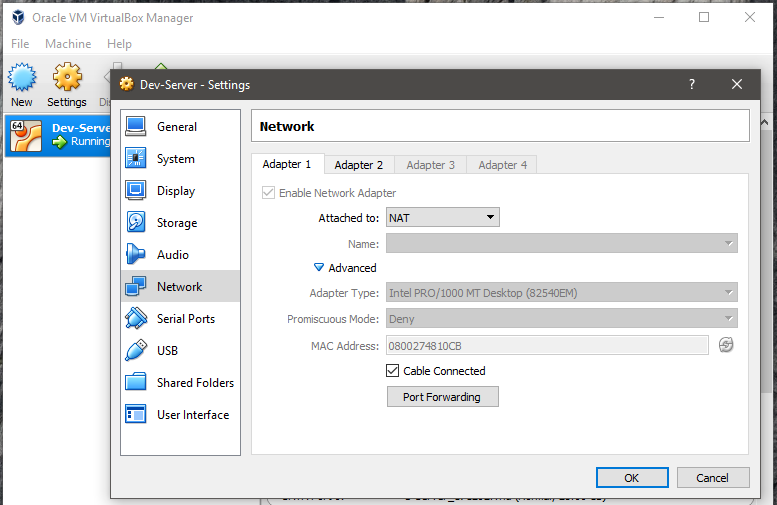 Oracle VM VirtualBox Manager
File Machine Help
New Settings Dis
64
Dev-Serve
Running
Dev-Server - Settings
?
General
System
Display
Storage
Audio
Network
Serial Ports
USB
Shared Folders
User Interface
Network
Adapter 1 Adapter 2 Adapter 3 Adapter 4
Enable Network Adapter
Attached to: NAT
Name:
Advanced
Adapter Type: Intel PRO/1000 MT Desktop (82540EM)
Promiscuous Mode: Deny
MAC Address: 0800274810CB
Cable Connected
Port Forwarding
OK Cancel